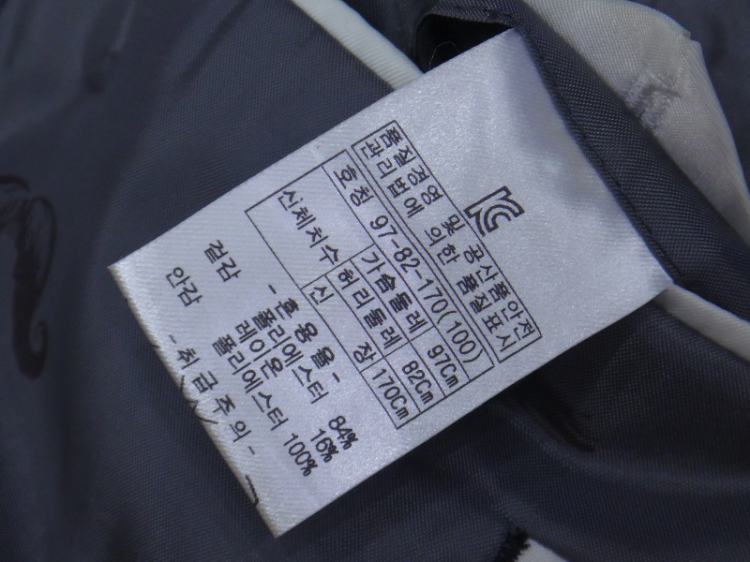 KC
품질경영 및 공산품안전
관리법에 의한 품질표시
호칭 97-82-170(100)
신체치수 가슴둘레 97Cm
허리둘레 82Cm
신 장 170Cm
- 혼용율 -
겉감 폴리에스터 84%
레이온 16%
안감 폴리에스터 100%
- 취급주의 -